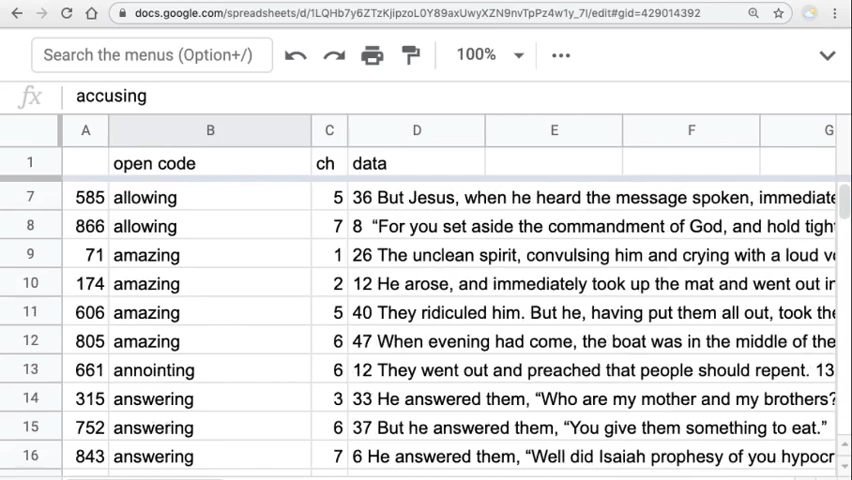 docs.google.com/spreadsheets/d/1LQHb7y6ZTzKjipzoL0Y89axUwyXZN9nvTpPz4w1y_7I/edit#gid=429014392
Search the menus (Option+/) 100%
fx accusing
A B C D E F G
1 open code ch data
7 585 allowing 5 36 But Jesus, when he heard the message spoken, immediate
8 866 allowing 7 8 “For you set aside the commandment of God, and hold tigh
9 71 amazing 1 26 The unclean spirit, convulsing him and crying with a loud vo
10 174 amazing 2 12 He arose, and immediately took up the mat and went out in
11 606 amazing 5 40 They ridiculed him. But he, having put them all out, took the
12 805 amazing 6 47 When evening had come, the boat was in the middle of the
13 661 annointing 6 12 They went out and preached that people should repent. 13
14 315 answering 3 33 He answered them, “Who are my mother and my brothers?
15 752 answering 6 37 But he answered them, “You give them something to eat.”
16 843 answering 7 6 He answered them, “Well did Isaiah prophesy of you hypocr